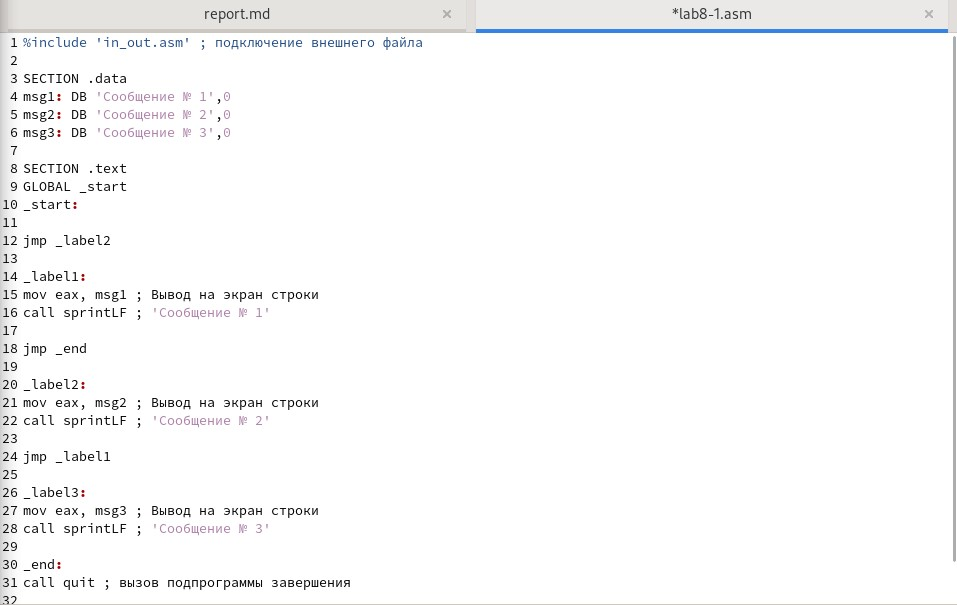 report.md ×
*lab8-1.asm ×
1 %include 'in_out.asm' ; подключение внешнего файла
2
3 SECTION .data
4 msg1: DB 'Сообщение № 1',0
5 msg2: DB 'Сообщение № 2',0
6 msg3: DB 'Сообщение № 3',0
7
8 SECTION .text
9 GLOBAL _start
10 _start:
11
12 jmp _label2
13
14 _label1:
15 mov eax, msg1 ; Вывод на экран строки
16 call sprintLF ; 'Сообщение № 1'
17
18 jmp _end
19
20 _label2:
21 mov eax, msg2 ; Вывод на экран строки
22 call sprintLF ; 'Сообщение № 2'
23
24 jmp _label1
25
26 _label3:
27 mov eax, msg3 ; Вывод на экран строки
28 call sprintLF ; 'Сообщение № 3'
29
30 _end:
31 call quit ; вызов подпрограммы завершения
32